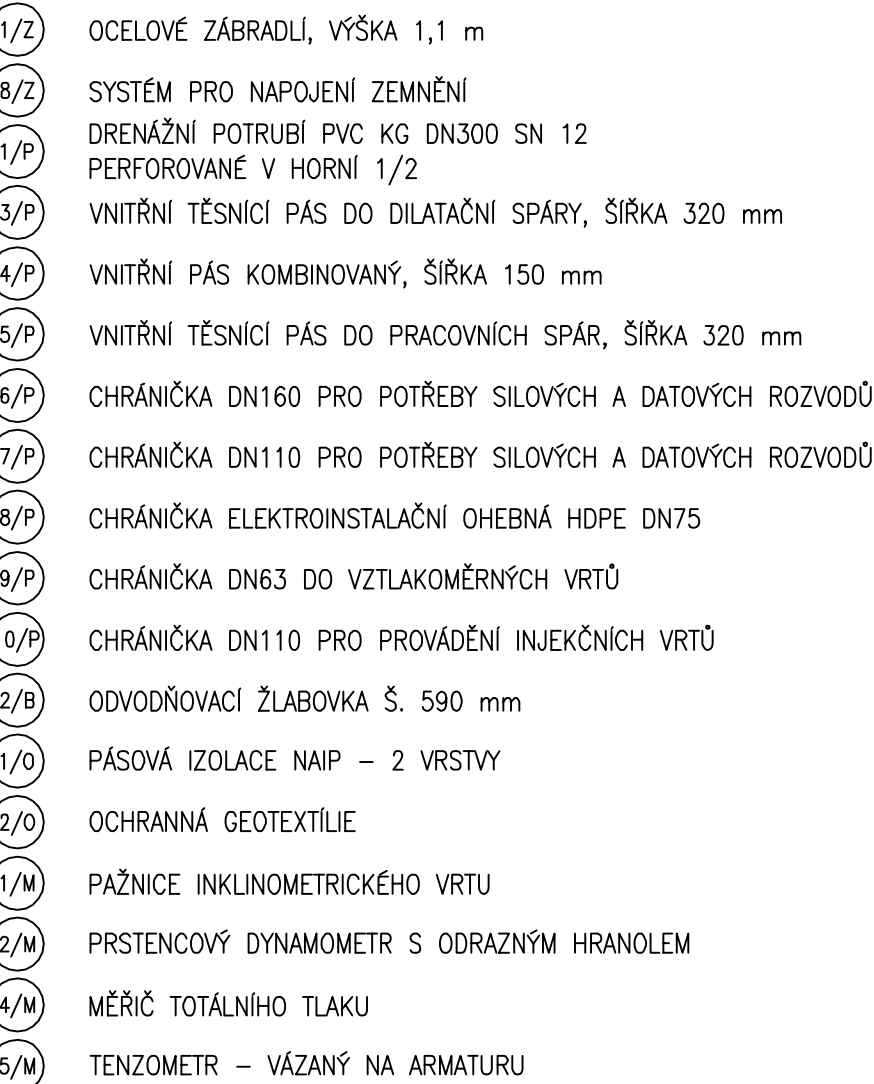 1/Z OCELOVÉ ZÁBRADLÍ, VÝŠKA 1,1 m
8/Z SYSTÉM PRO NAPOJENÍ ZEMNĚNÍ
1/P DRENÁŽNÍ POTRUBÍ PVC KG DN300 SN 12
PERFOROVANÉ V HORNÍ 1/2
3/P VNITŘNÍ TĚSNÍCÍ PÁS DO DILATAČNÍ SPÁRY, ŠÍŘKA 320 mm
4/P VNITŘNÍ PÁS KOMBINOVANÝ, ŠÍŘKA 150 mm
5/P VNITŘNÍ TĚSNÍCÍ PÁS DO PRACOVNÍCH SPÁR, ŠÍŘKA 320 mm
6/P CHRÁNIČKA DN160 PRO POTŘEBY SILOVÝCH A DATOVÝCH ROZVODŮ
7/P CHRÁNIČKA DN110 PRO POTŘEBY SILOVÝCH A DATOVÝCH ROZVODŮ
8/P CHRÁNIČKA ELEKTROINSTALAČNÍ OHEBNÁ HDPE DN75
9/P CHRÁNIČKA DN63 DO VZTLAKOMĚRNÝCH VRTŮ
0/P CHRÁNIČKA DN110 PRO PROVÁDĚNÍ INJEKČNÍCH VRTŮ
2/B ODVODŇOVACÍ ŽLABOVKA Š. 590 mm
1/O PÁSOVÁ IZOLACE NAIP – 2 VRSTVY
2/O OCHRANNÁ GEOTEXTÍLIE
1/M PAŽNICE INKLINOMETRICKÉHO VRTU
2/M PRSTENCOVÝ DYNAMOMETR S ODRAZNÝM HRANOLEM
4/M MĚŘIČ TOTÁLNÍHO TLAKU
5/M TENZOMETR – VÁZANÝ NA ARMATURU